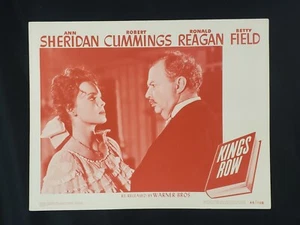 ANN ROBERT RONALD BETTY
SHERIDAN CUMMINGS REAGAN FIELD
KINGS
ROW
WARNER BROS